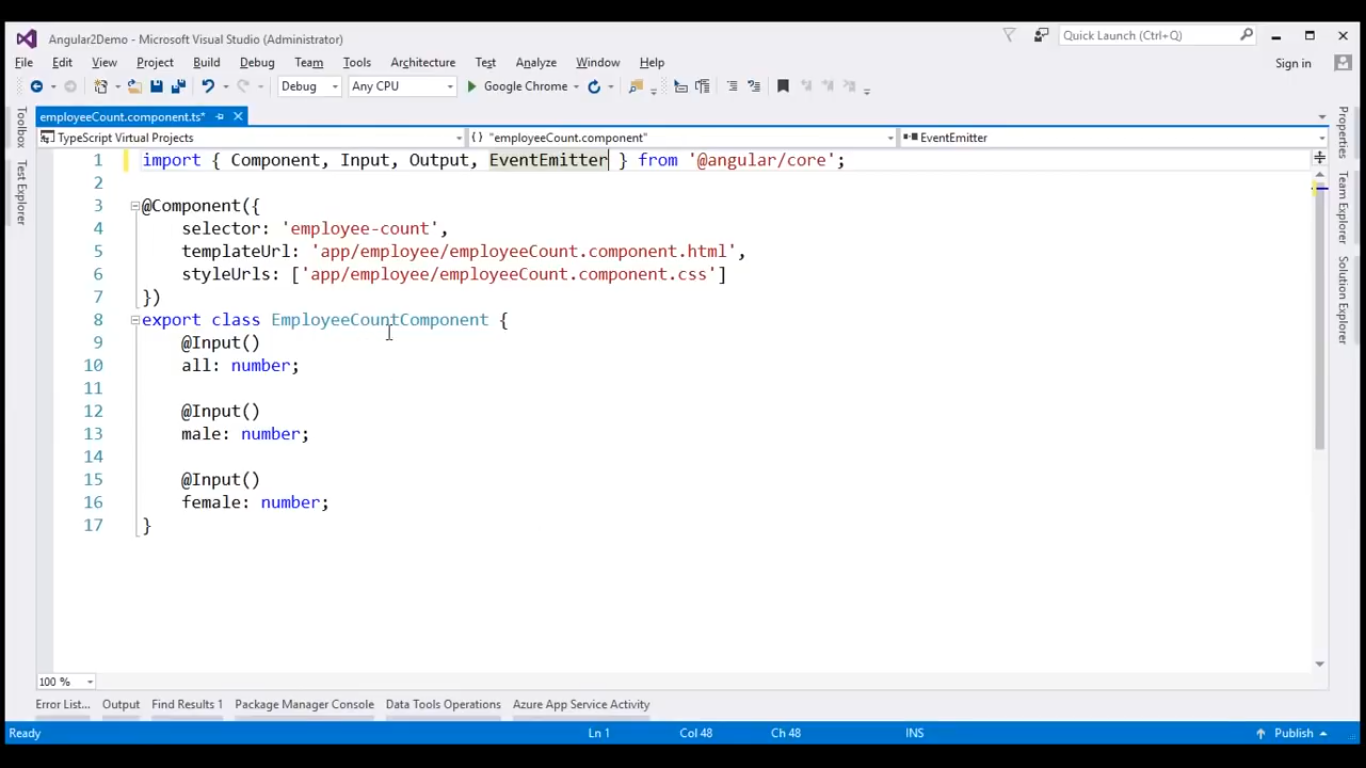 Angular2Demo - Microsoft Visual Studio (Administrator)
Quick Launch (Ctrl+Q)
File Edit View Project Build Debug Team Tools Architecture Test Analyze Window Help
Sign in
Debug Any CPU Google Chrome
employeeCount.component.ts*
TypeScript Virtual Projects {} "employeeCount.component" EventEmitter
Toolbox
Test Explorer
Properties
Team Explorer
Solution Explorer
1 import { Component, Input, Output, EventEmitter } from '@angular/core';
2
3 @Component({
4 selector: 'employee-count',
5 templateUrl: 'app/employee/employeeCount.component.html',
6 styleUrls: ['app/employee/employeeCount.component.css']
7 })
8 export class EmployeeCountComponent {
9 @Input()
10 all: number;
11
12 @Input()
13 male: number;
14
15 @Input()
16 female: number;
17 }
100 %
Error List... Output Find Results 1 Package Manager Console Data Tools Operations Azure App Service Activity
Ready Ln 1 Col 48 Ch 48 INS Publish